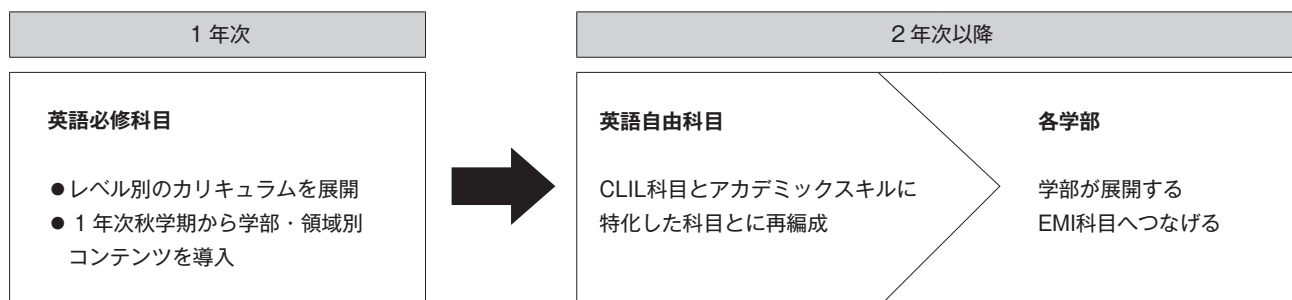 1年次
英語必修科目
●レベル別のカリキュラムを展開
●1年次秋学期から学部・領域別
コンテンツを導入
2年次以降
英語自由科目
CLIL科目とアカデミックスキルに
特化した科目とに再編成
各学部
学部が展開する
EMI科目へつなげる